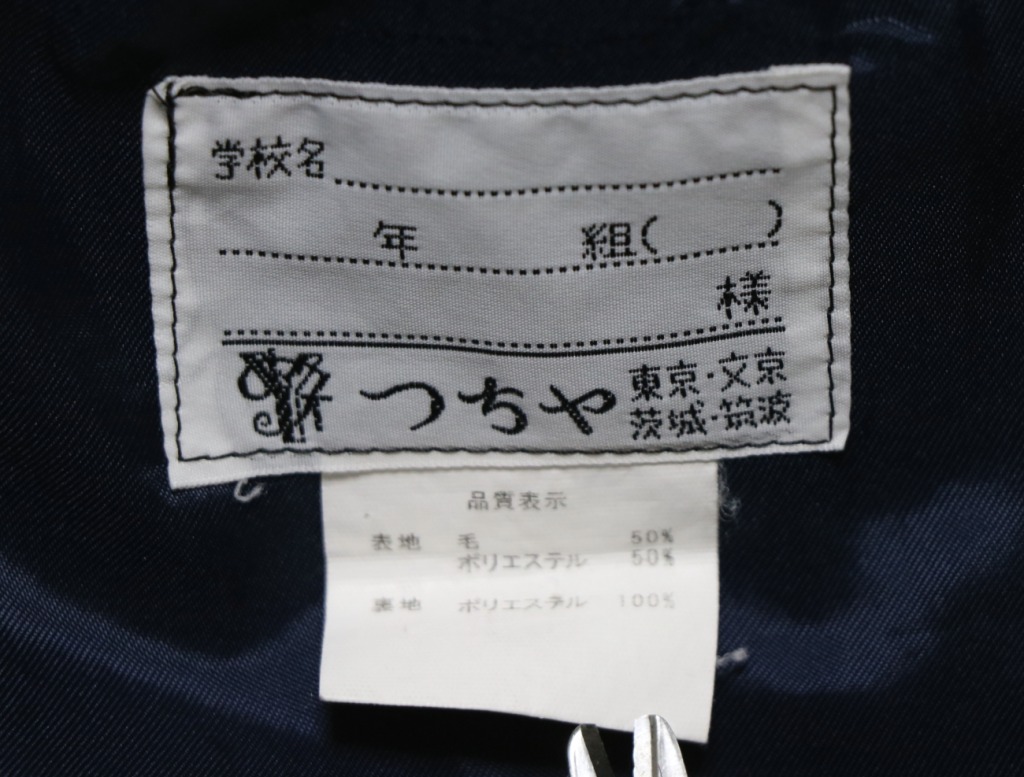 学校名
年 組( )
様
つちや 東京・文京
茨城・筑波
品質表示
表地 毛 50%
ポリエステル 50%
裏地 ポリエステル 100%